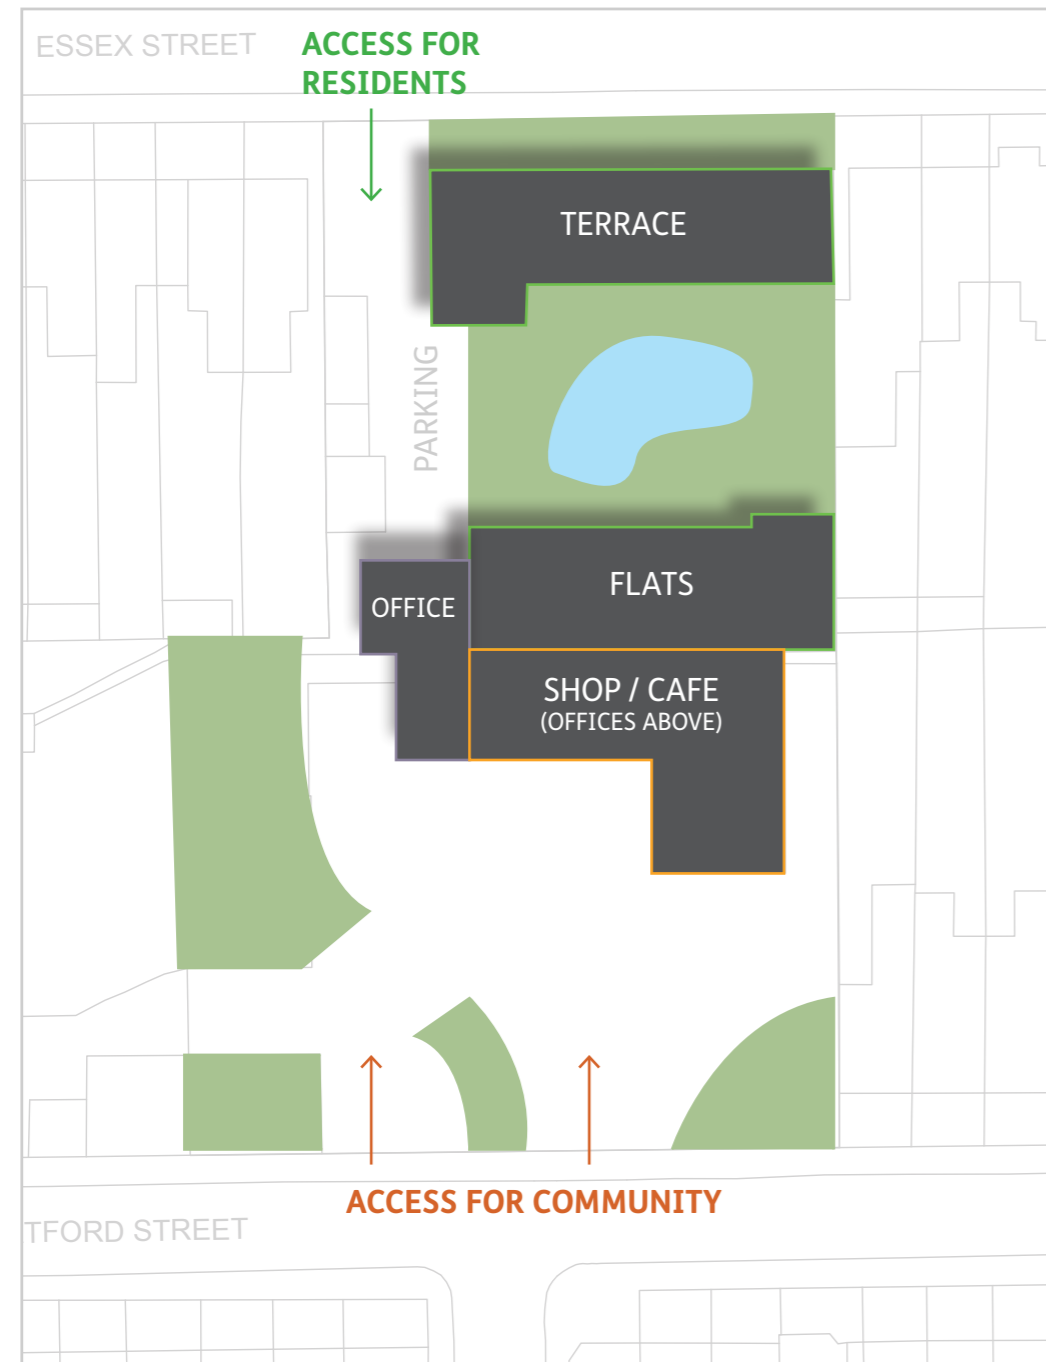 ESSEX STREET
ACCESS FOR
RESIDENTS
TERRACE
PARKING
OFFICE
FLATS
SHOP / CAFE
(OFFICES ABOVE)
ACCESS FOR COMMUNITY
TFORD STREET